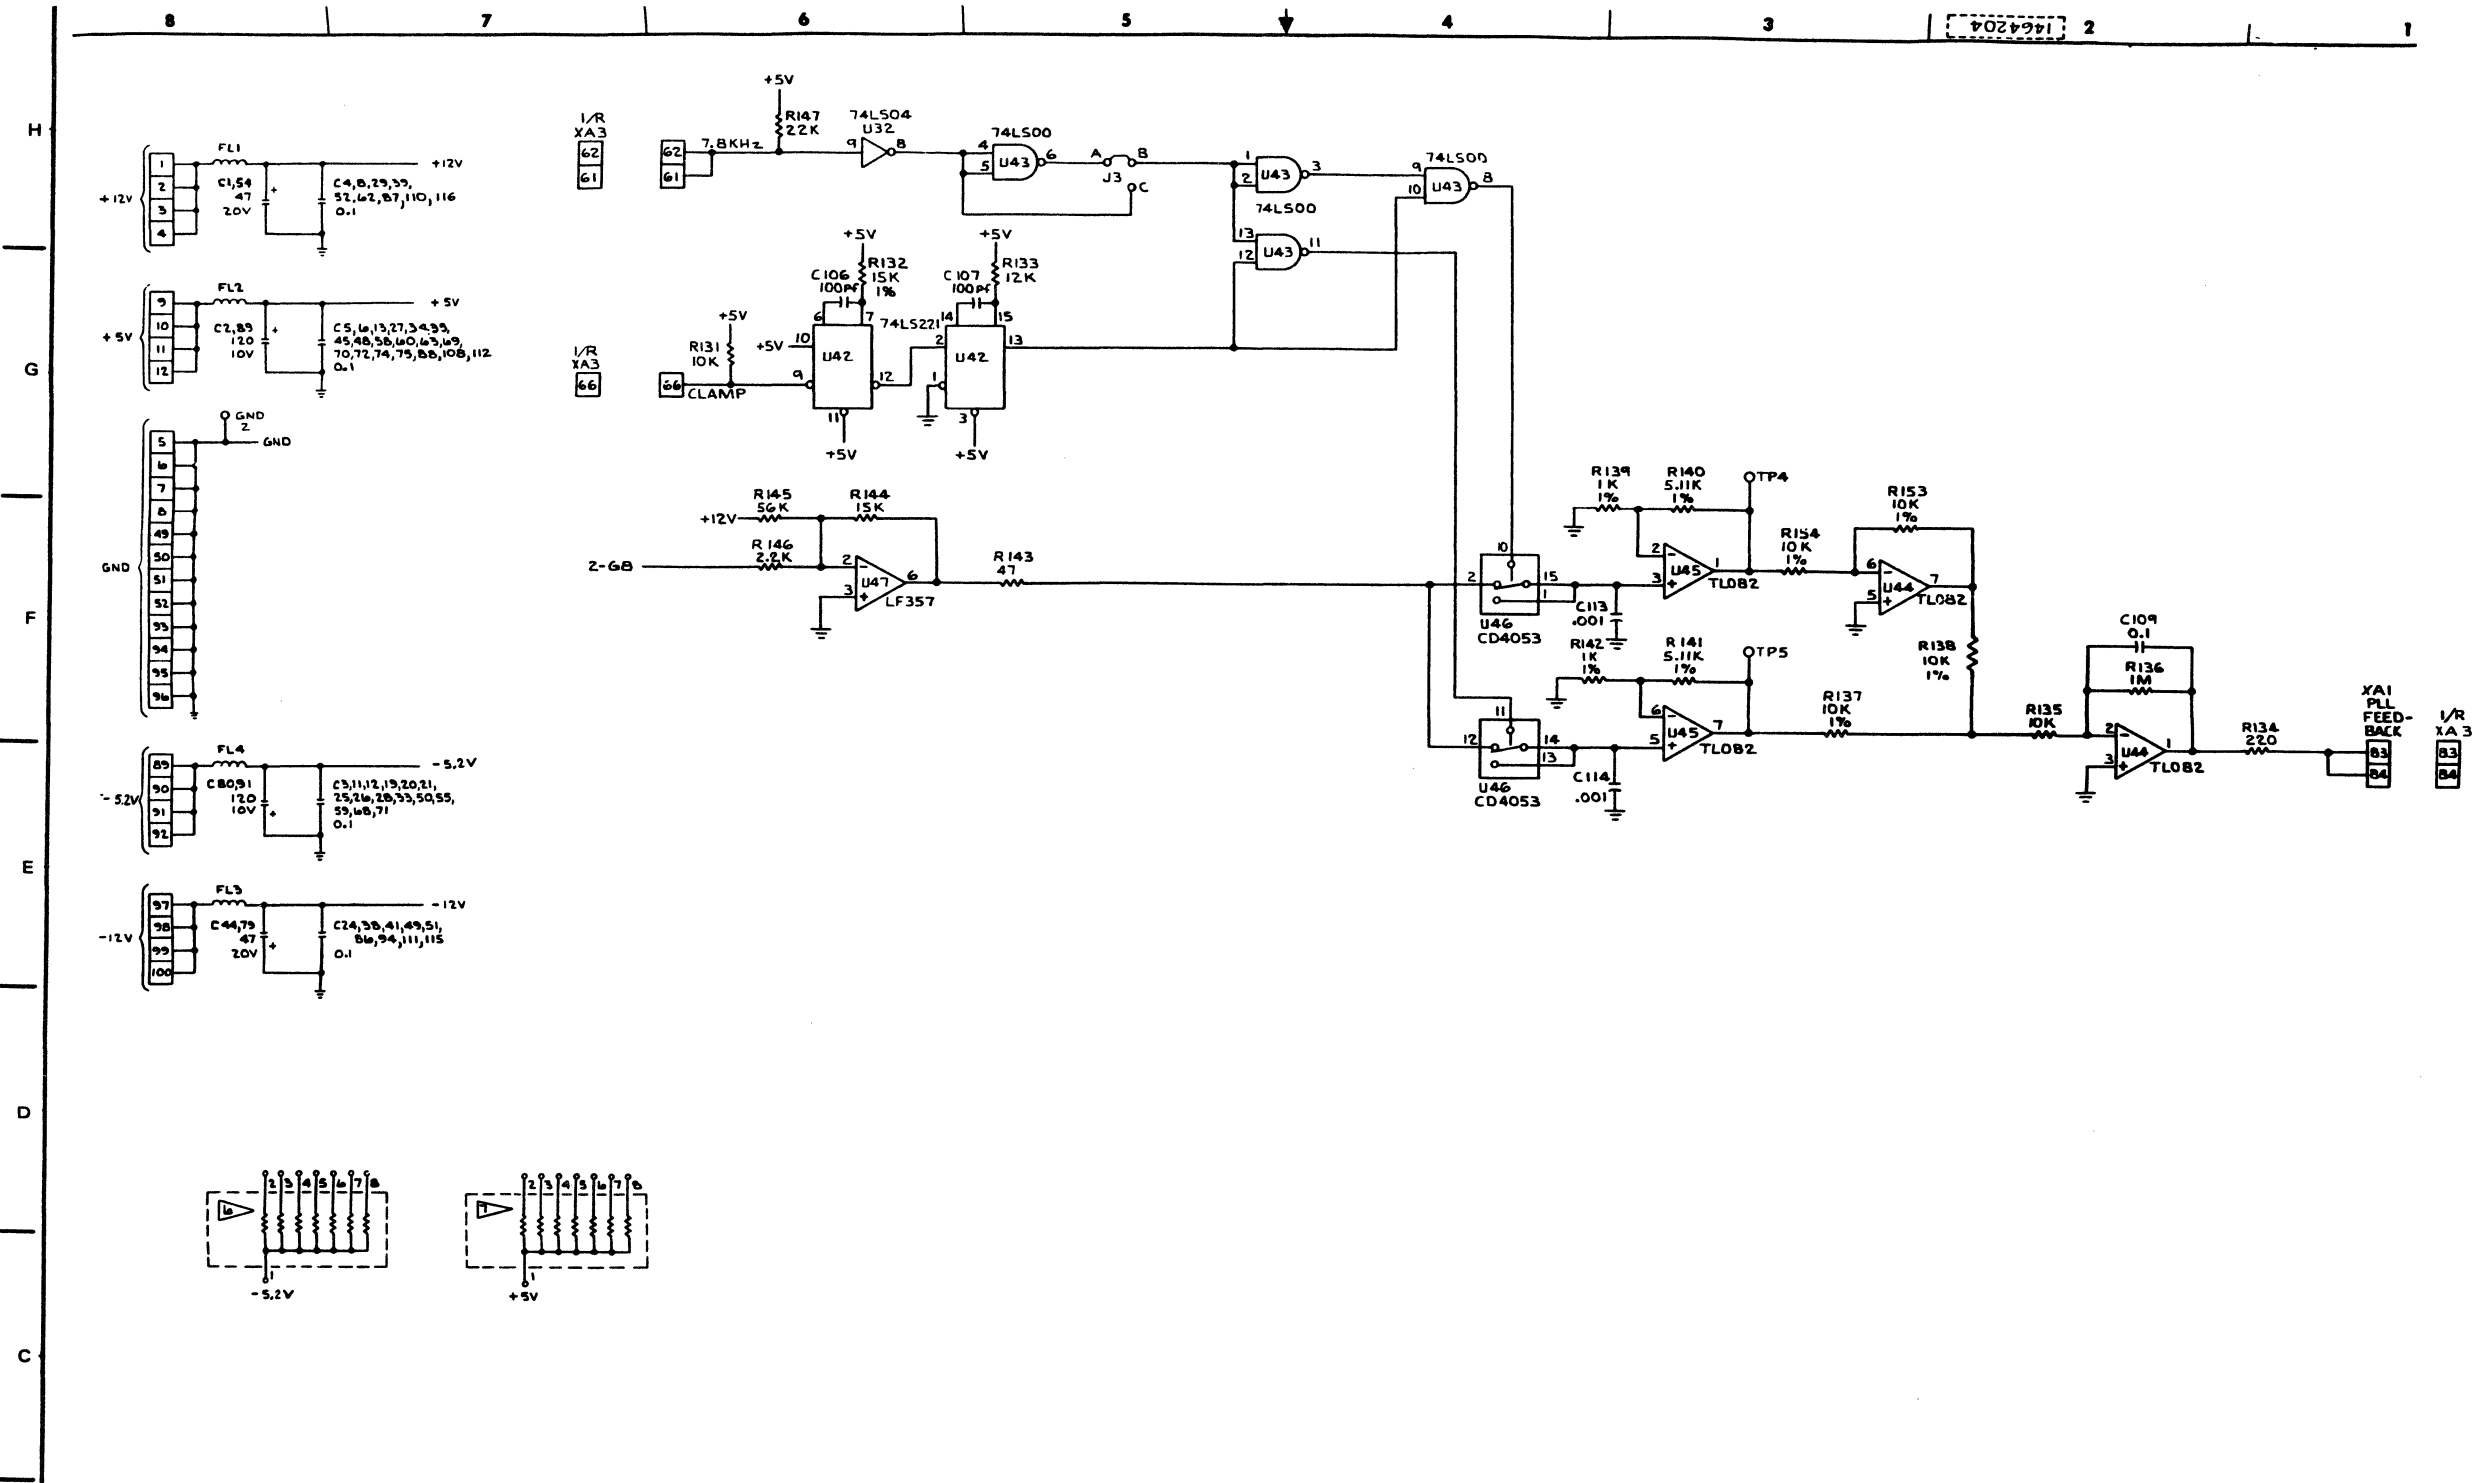 8 7 6 5 4 3 1464204 2 1
H
+12V
1
2
3
4
FL1
C1,54
47
20V
+
+12V
C4,8,29,39,
52,62,87,110,116
0.1
I/R
XA3
62
61
62
61
7.8KHz
+5V
R147
22K
74LS04
U32
9
8
74LS00
4
5
U43
6
A
B
J3
C
1
2
U43
3
74LS00
74LS00
9
10
U43
8
13
12
U43
11
G
+5V
9
10
11
12
FL2
C2,89
120
10V
+
+5V
C5,6,13,27,34,35,
45,48,58,60,63,69,
70,72,74,75,88,108,112
0.1
I/R
XA3
66
66
CLAMP
+5V
R131
10K
+5V
C106
100Pf
R132
15K
1%
6
7
+5V
10
U42
9
12
11
+5V
74LS221
+5V
C107
100Pf
R133
12K
14
15
2
U42
13
1
3
+5V
GND
5
6
7
8
49
50
51
52
93
94
95
96
GND
2
GND
F
R145
56K
+12V
R144
15K
2-G8
R146
2.2K
2
-
U47
6
3
+
LF357
R143
47
10
2
15
1
U46
CD4053
C113
.001
R139
1K
1%
R140
5.11K
1%
TP4
2
-
U45
1
3
+
TL082
R154
10K
1%
R153
10K
1%
6
-
U44
7
5
+
TL082
R138
10K
1%
R142
1K
1%
R141
5.11K
1%
TP5
11
12
14
13
U46
CD4053
C114
.001
6
-
U45
7
5
+
TL082
R137
10K
1%
R135
10K
C109
0.1
R136
1M
2
-
U44
1
3
+
TL082
R134
220
XA1
PLL
FEED-
BACK
83
84
I/R
XA3
83
84
E
-5.2V
89
90
91
92
FL4
C80,91
120
10V
+
-5.2V
C3,11,12,19,20,21,
25,26,28,33,50,55,
59,68,71
0.1
-12V
97
98
99
100
FL3
C44,79
47
20V
+
-12V
C24,38,41,49,51,
86,94,111,115
0.1
D
6
2 3 4 5 6 7 8
1
-5.2V
7
2 3 4 5 6 7 8
1
+5V
C